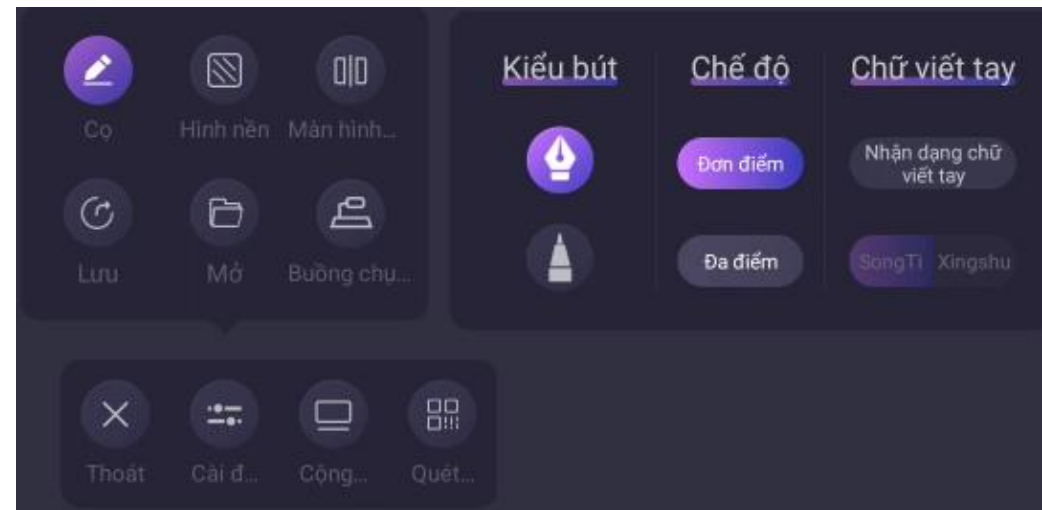 Cọ
Hình nền
Màn hình...
Lưu
Mở
Buồng chụ...
Kiểu bút
Chế độ
Chữ viết tay
Đơn điểm
Nhận dạng chữ
viết tay
Đa điểm
SongTi
Xingshu
Thoát
Cài đ...
Cộng...
Quét...